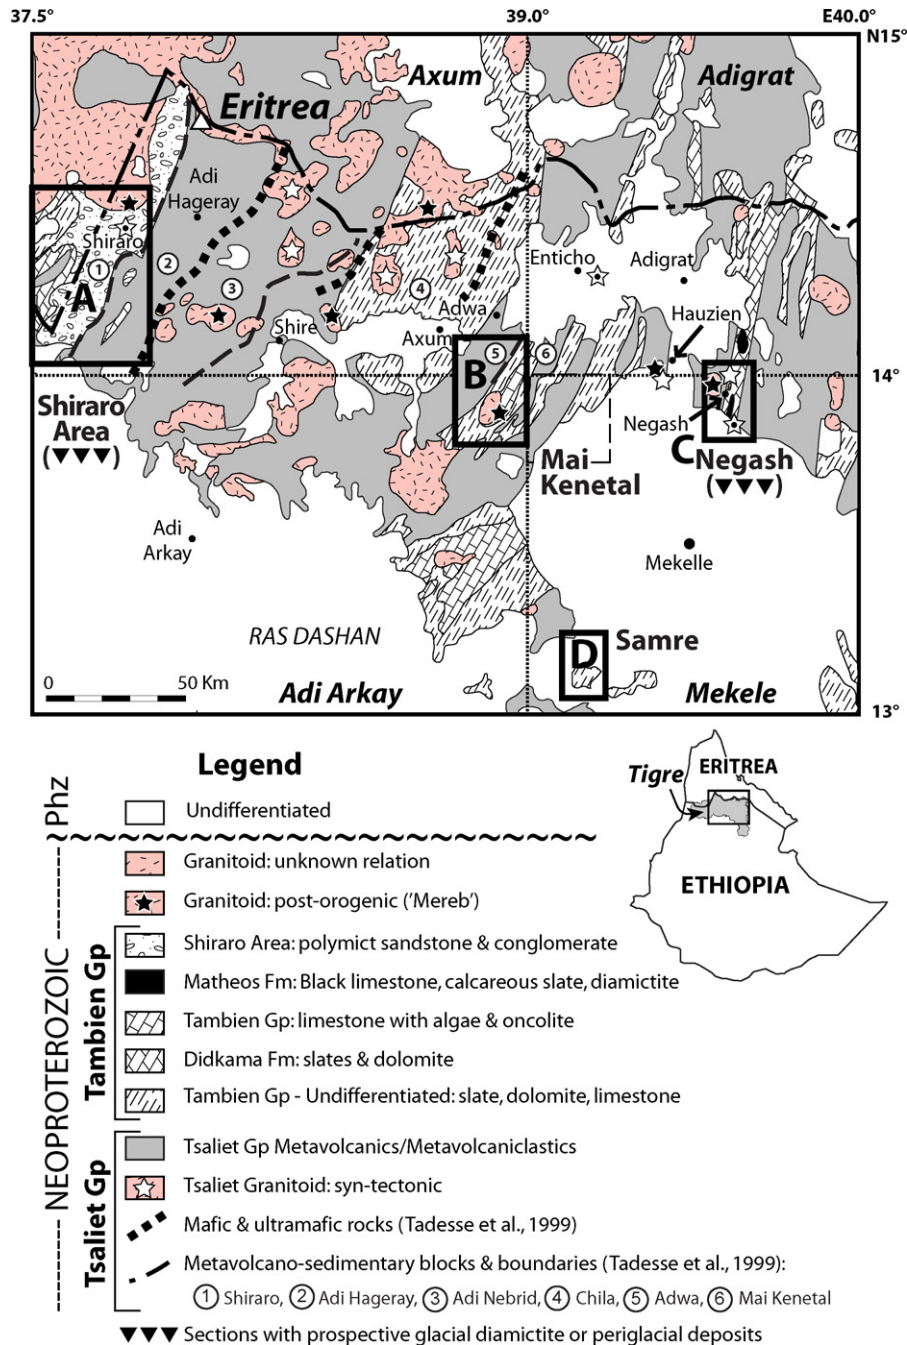 37.5°
39.0°
E40.0°
N15°
Axum
Adigrat
Eritrea
Adi
Hageray
Shiraro
1
2
A
3
4
Enticho
Adigrat
Adwa
Hauzien
Shire
Axum
5
6
B
14°
Shiraro
Area
(▼▼▼)
Negash
C
Negash
(▼▼▼)
Mai
Kenetal
Adi
Arkay
Mekelle
RAS DASHAN
Samre
D
0 50 Km
Adi Arkay
Mekele
13°
Legend
Phz
NEOPROTEROZOIC
Tambien Gp
Tsaliet Gp
Undifferentiated
Granitoid: unknown relation
Granitoid: post-orogenic ('Mereb')
Shiraro Area: polymict sandstone & conglomerate
Matheos Fm: Black limestone, calcareous slate, diamictite
Tambien Gp: limestone with algae & oncolite
Didkama Fm: slates & dolomite
Tambien Gp - Undifferentiated: slate, dolomite, limestone
Tsaliet Gp Metavolcanics/Metavolcaniclastics
Tsaliet Granitoid: syn-tectonic
Mafic & ultramafic rocks (Tadesse et al., 1999)
Metavolcano-sedimentary blocks & boundaries (Tadesse et al., 1999):
1 Shiraro, 2 Adi Hageray, 3 Adi Nebrid, 4 Chila, 5 Adwa, 6 Mai Kenetal
▼▼▼ Sections with prospective glacial diamictite or periglacial deposits
Tigre
ERITREA
ETHIOPIA